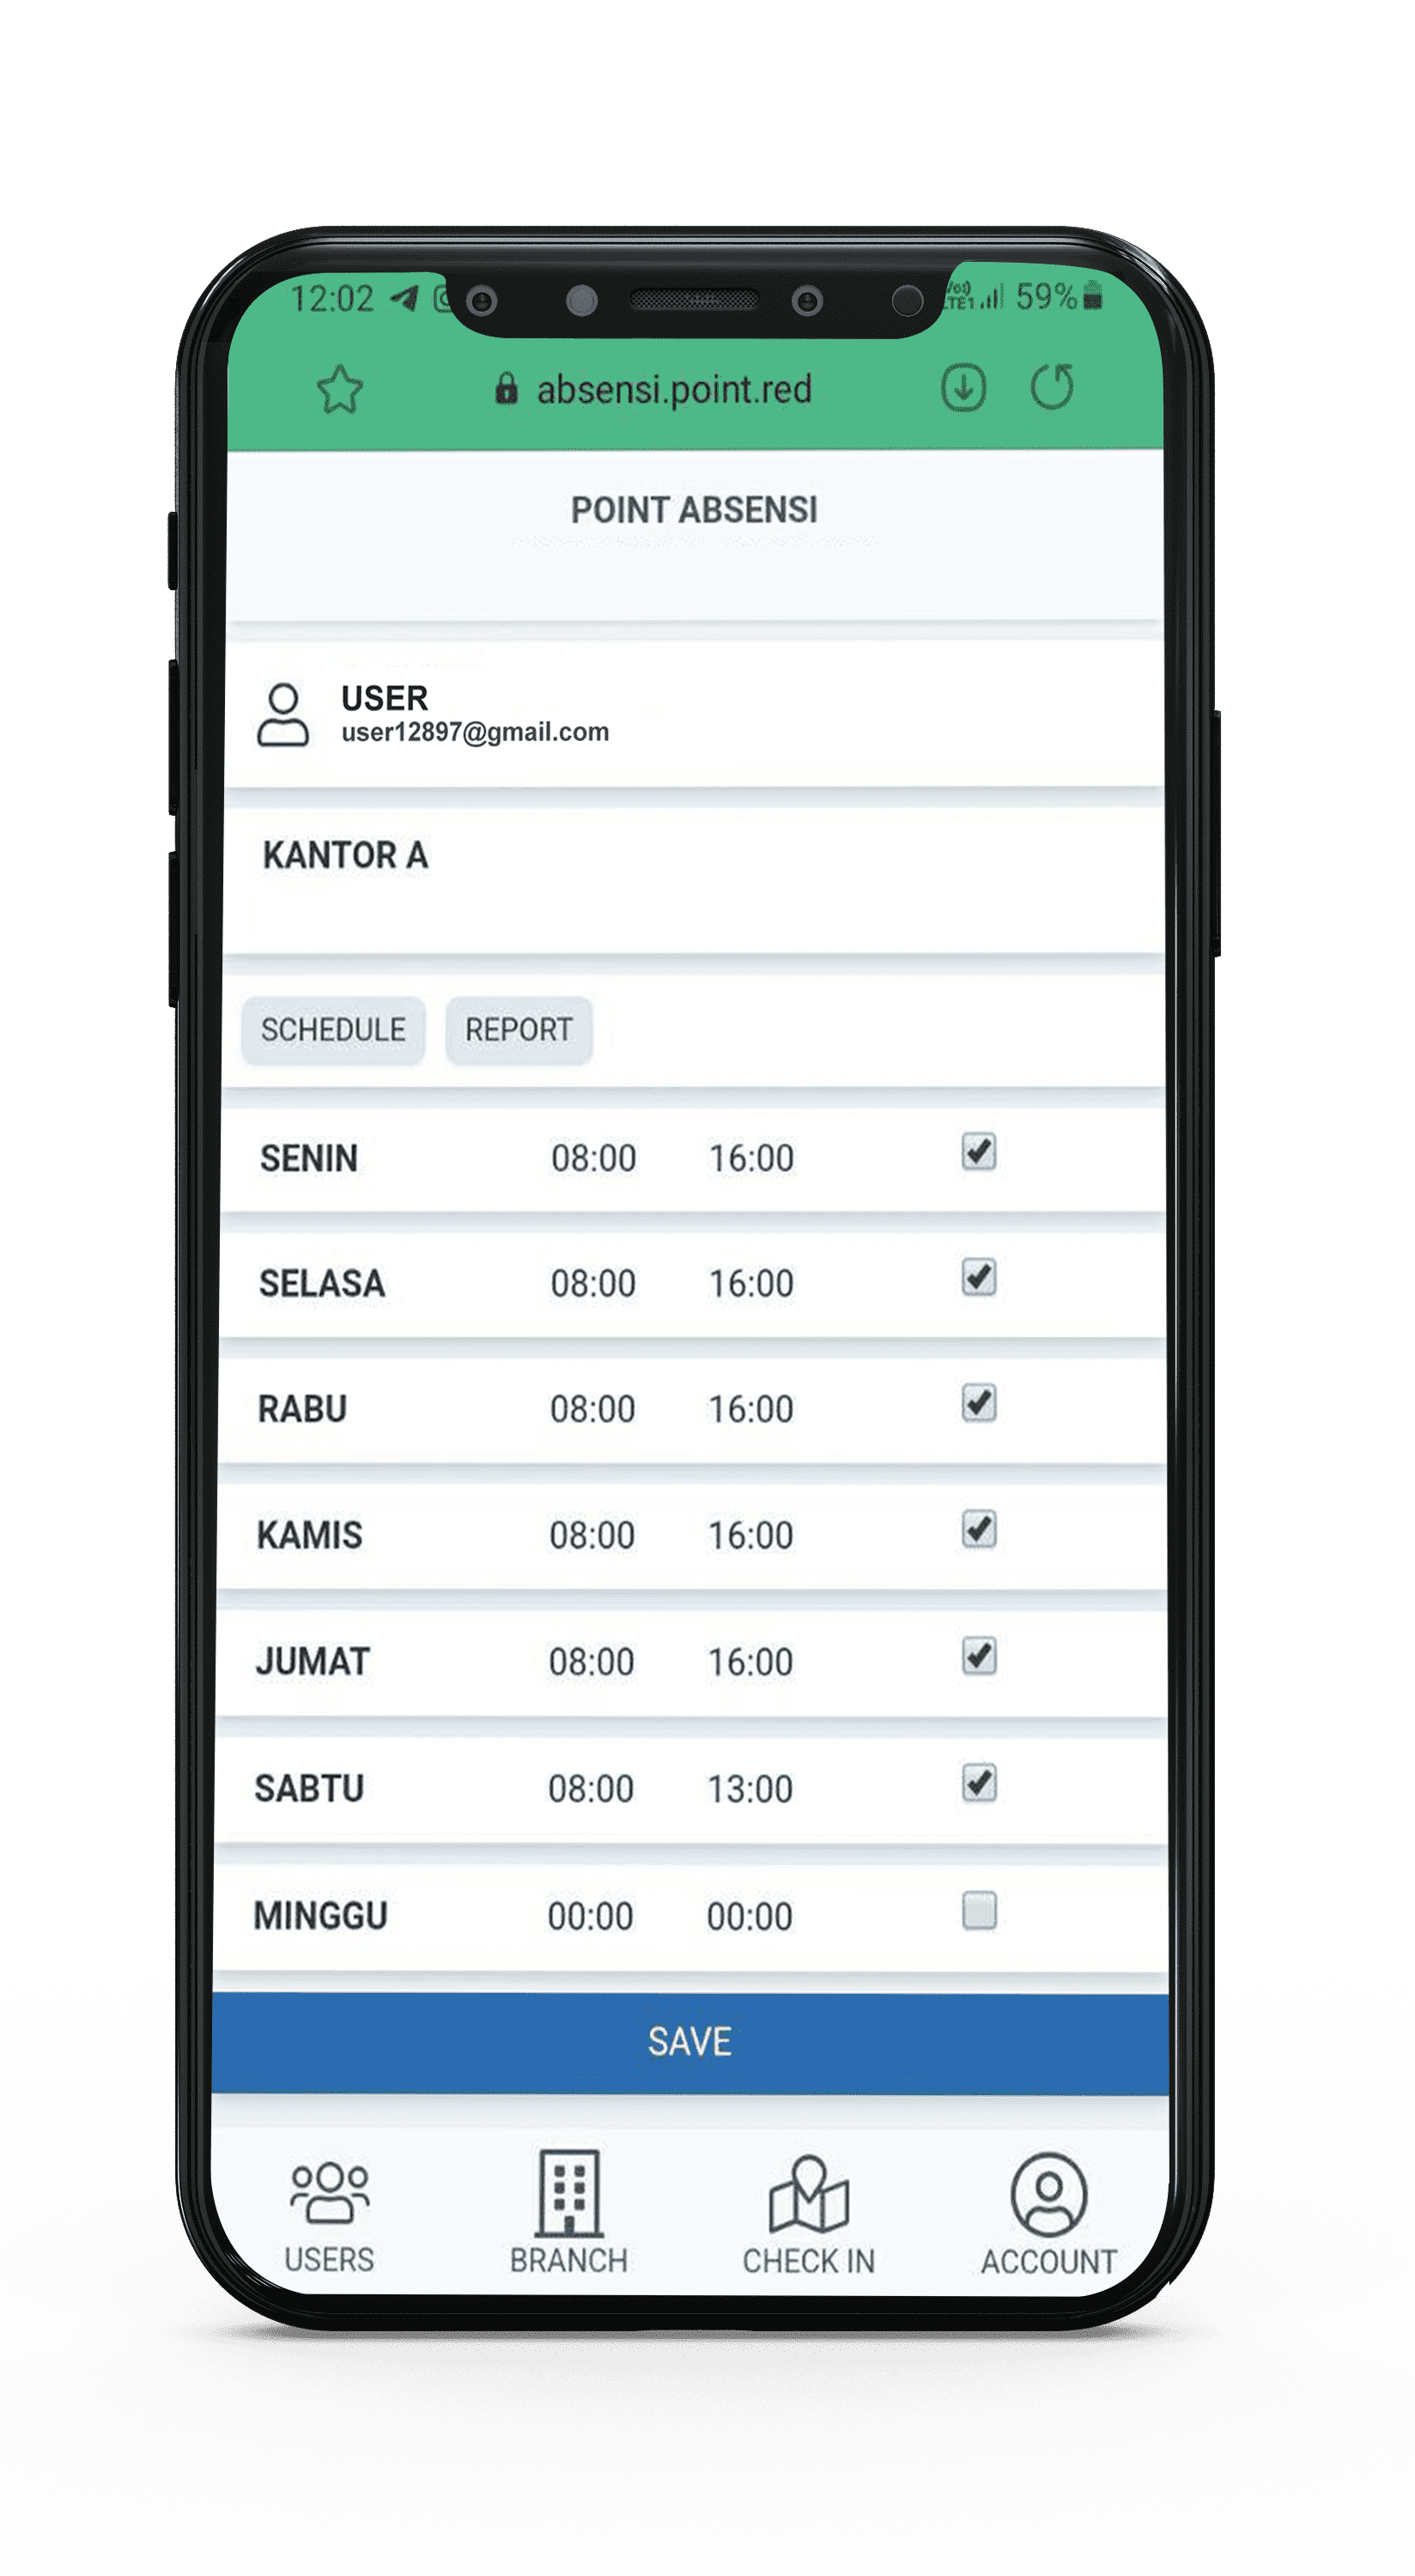 12:02 59%
absensi.point.red
POINT ABSENSI
USER
user12897@gmail.com
KANTOR A
SCHEDULE REPORT
SENIN 08:00 16:00
SELASA 08:00 16:00
RABU 08:00 16:00
KAMIS 08:00 16:00
JUMAT 08:00 16:00
SABTU 08:00 13:00
MINGGU 00:00 00:00
SAVE
USERS BRANCH CHECK IN ACCOUNT